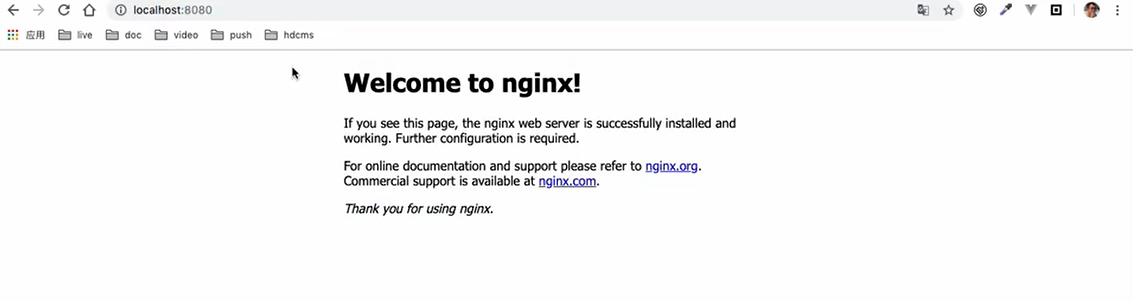 localhost:8080
应用 live doc video push hdcms
Welcome to nginx!
If you see this page, the nginx web server is successfully installed and
working. Further configuration is required.
For online documentation and support please refer to nginx.org.
Commercial support is available at nginx.com.
Thank you for using nginx.